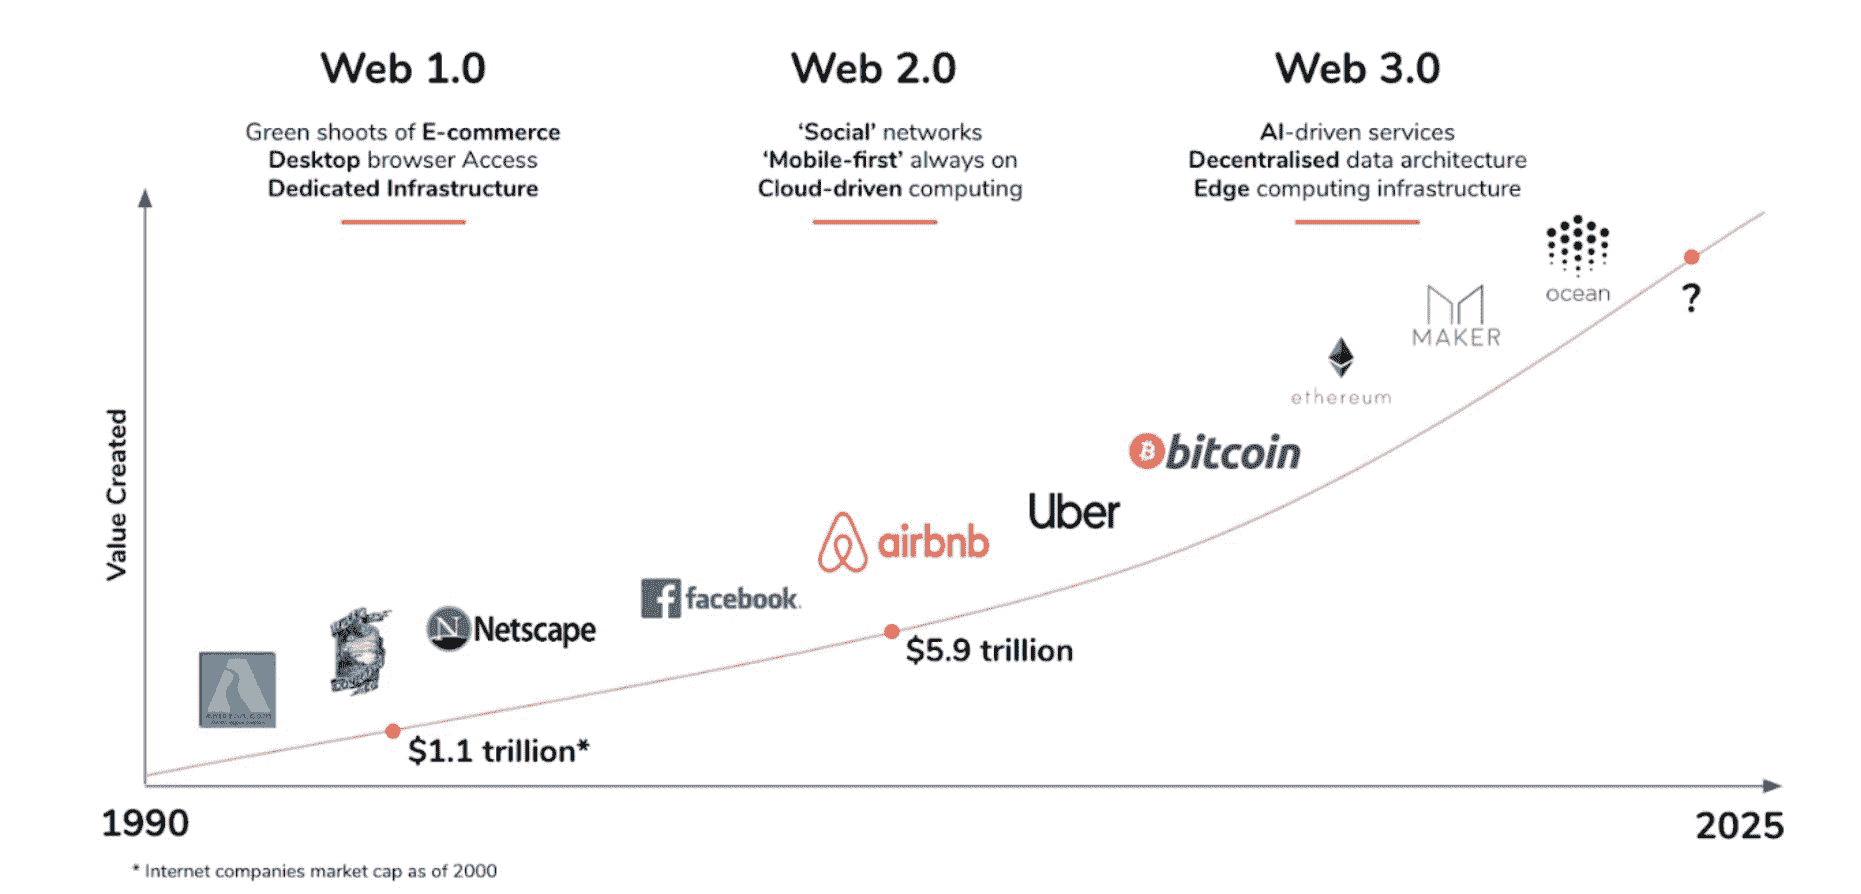 Web 1.0
Green shoots of E-commerce
Desktop browser Access
Dedicated Infrastructure
Web 2.0
‘Social’ networks
‘Mobile-first’ always on
Cloud-driven computing
Web 3.0
AI-driven services
Decentralised data architecture
Edge computing infrastructure
Value Created
Netscape
facebook.
airbnb
Uber
bitcoin
ethereum
MAKER
ocean
$1.1 trillion*
$5.9 trillion
?
1990
2025
* Internet companies market cap as of 2000